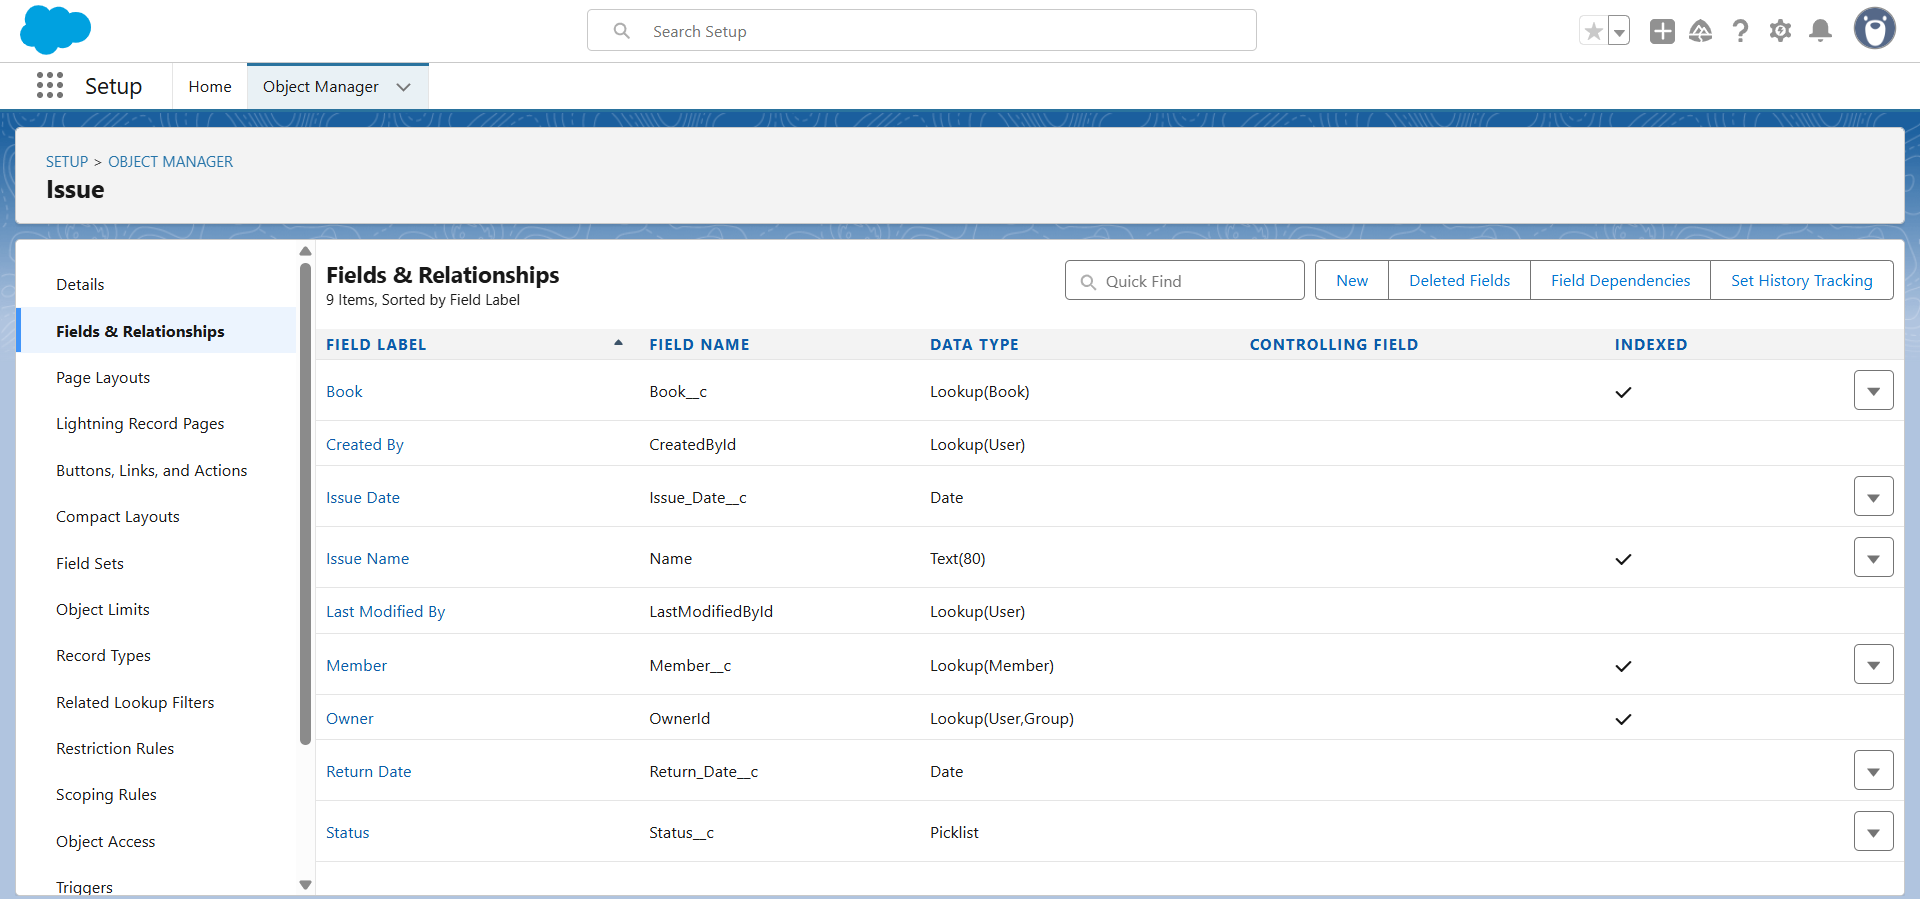 Search Setup
Setup
Home
Object Manager
SETUP > OBJECT MANAGER
Issue
Details
Fields & Relationships
Page Layouts
Lightning Record Pages
Buttons, Links, and Actions
Compact Layouts
Field Sets
Object Limits
Record Types
Related Lookup Filters
Restriction Rules
Scoping Rules
Object Access
Triggers
Fields & Relationships
9 Items, Sorted by Field Label
Quick Find
New
Deleted Fields
Field Dependencies
Set History Tracking
FIELD LABEL FIELD NAME DATA TYPE CONTROLLING FIELD INDEXED
Book Book__c Lookup(Book)
Created By CreatedById Lookup(User)
Issue Date Issue_Date__c Date
Issue Name Name Text(80)
Last Modified By LastModifiedById Lookup(User)
Member Member__c Lookup(Member)
Owner OwnerId Lookup(User,Group)
Return Date Return_Date__c Date
Status Status__c Picklist